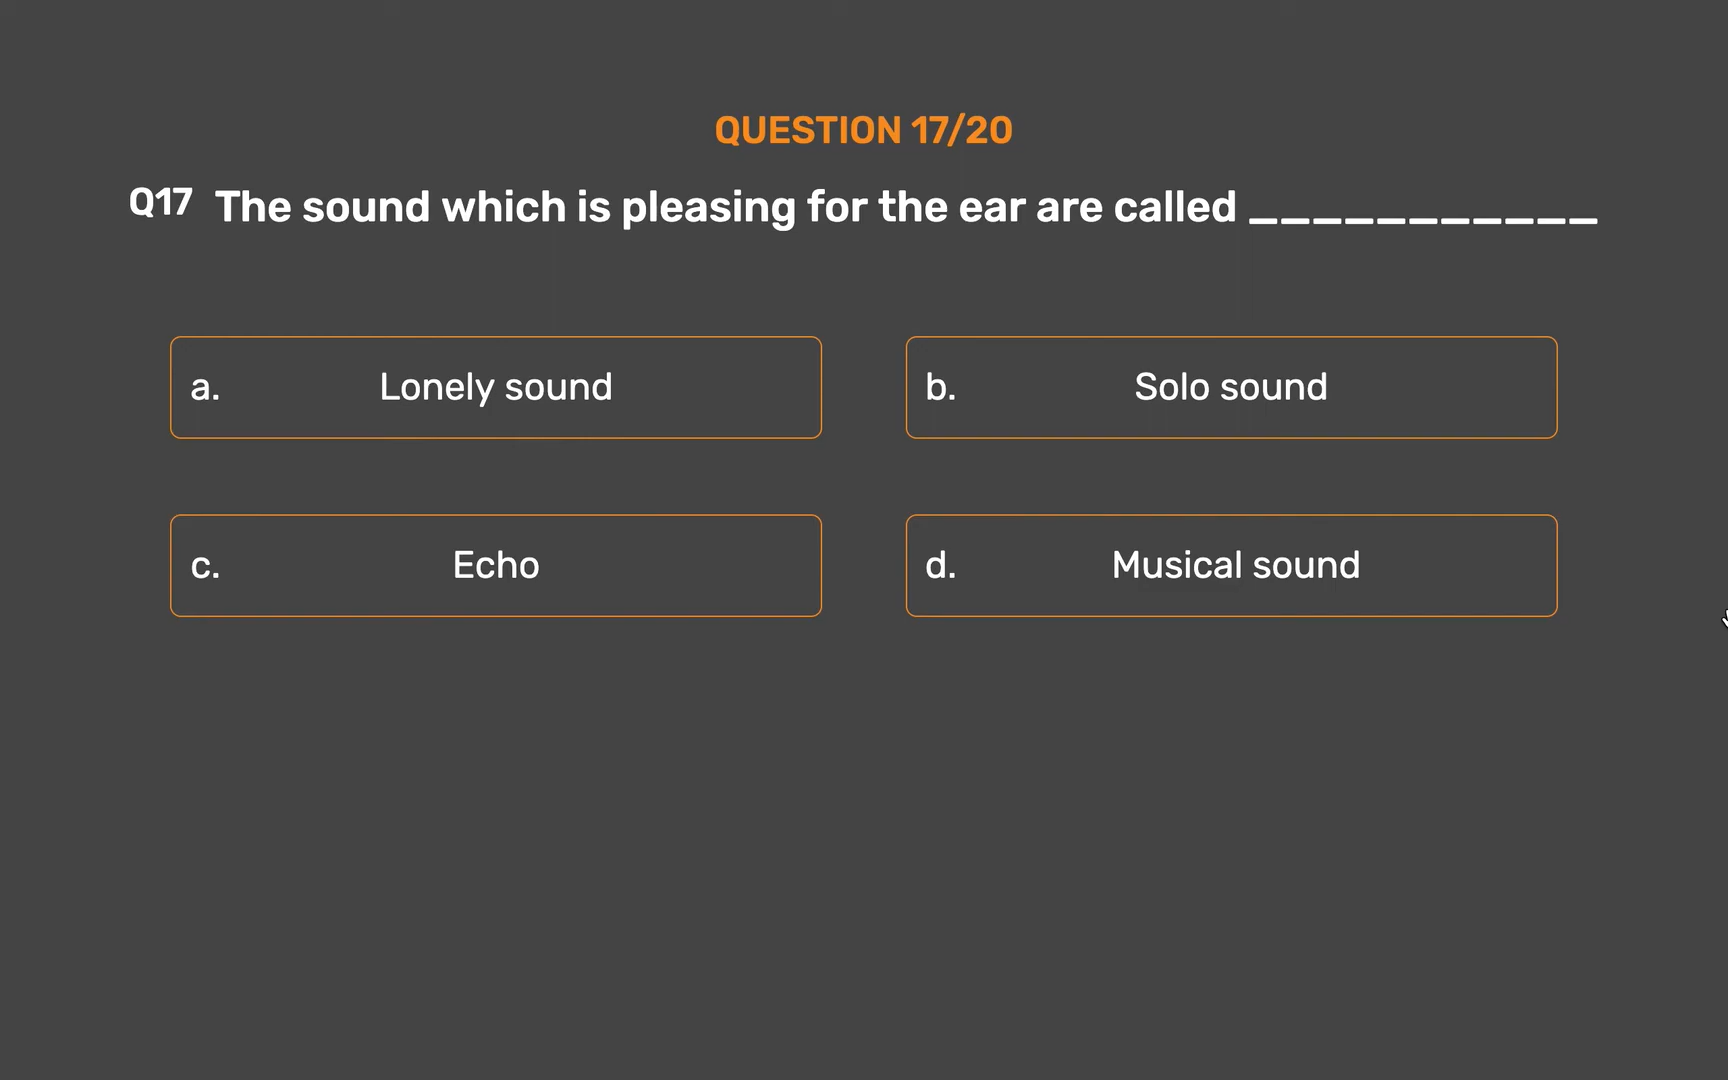 QUESTION 17/20
Q17 The sound which is pleasing for the ear are called ___________
a. Lonely sound
b. Solo sound
c. Echo
d. Musical sound